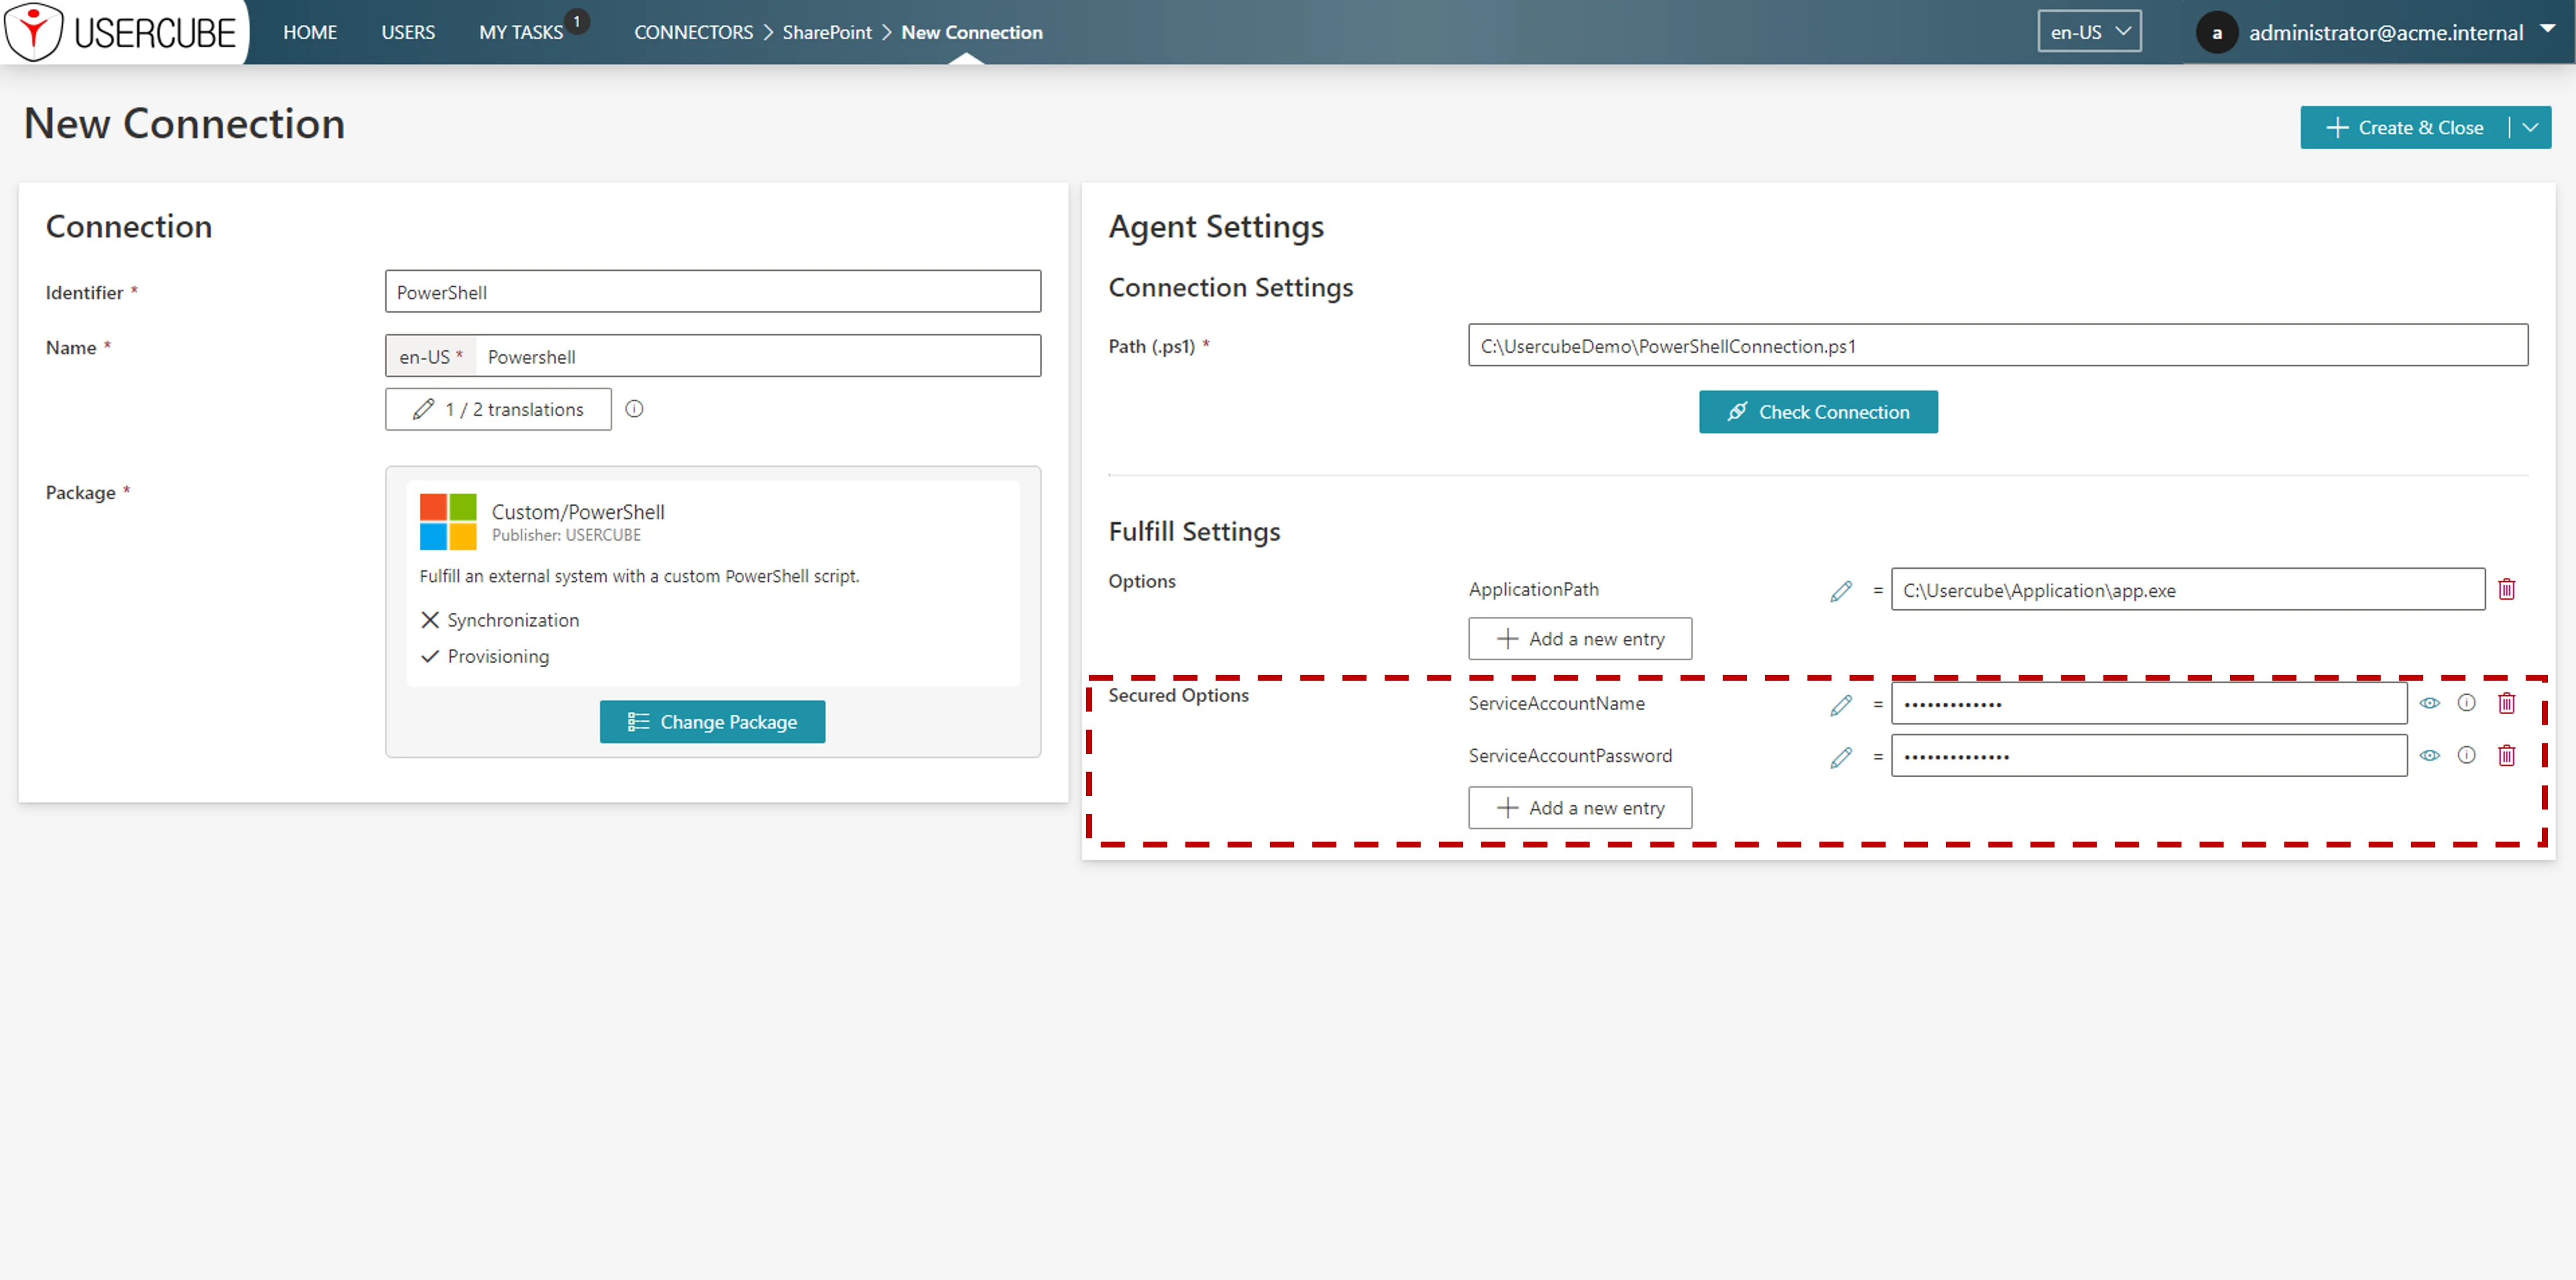 USERCUBE
HOME USERS MY TASKS 1 CONNECTORS > SharePoint > New Connection en-US a administrator@acme.internal
New Connection
+ Create & Close
Connection
Identifier * PowerShell
Name * en-US * Powershell
1 / 2 translations
Package *
Custom/PowerShell
Publisher: USERCUBE
Fulfill an external system with a custom PowerShell script.
Synchronization
Provisioning
Change Package
Agent Settings
Connection Settings
Path (.ps1) * C:\UsercubeDemo\PowerShellConnection.ps1
Check Connection
Fulfill Settings
Options ApplicationPath = C:\Usercube\Application\app.exe
+ Add a new entry
Secured Options ServiceAccountName = •••••••••••••
ServiceAccountPassword = ••••••••••••••
+ Add a new entry